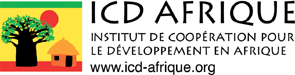 ICD AFRIQUE
INSTITUT DE COOPÉRATION POUR
LE DÉVELOPPEMENT EN AFRIQUE
www.icd-afrique.org